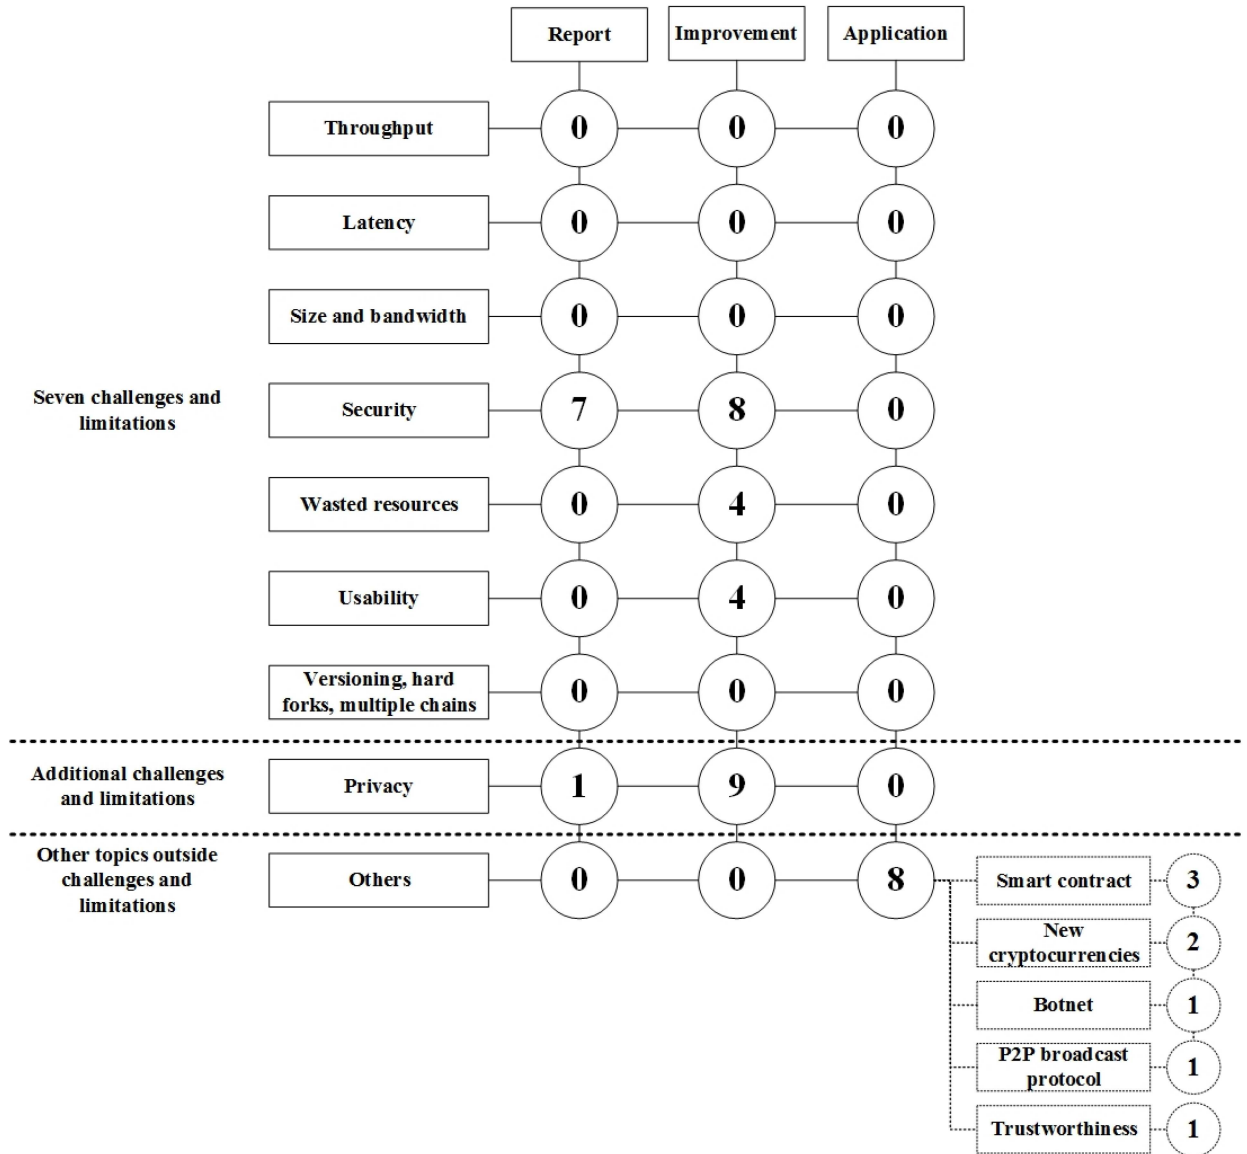 Report Improvement Application
Throughput 0 0 0
Latency 0 0 0
Size and bandwidth 0 0 0
Seven challenges and
limitations
Security 7 8 0
Wasted resources 0 4 0
Usability 0 4 0
Versioning, hard
forks, multiple chains
0 0 0
Additional challenges
and limitations
Privacy 1 9 0
Other topics outside
challenges and
limitations
Others 0 0 8
Smart contract 3
New
cryptocurrencies
2
Botnet 1
P2P broadcast
protocol
1
Trustworthiness 1